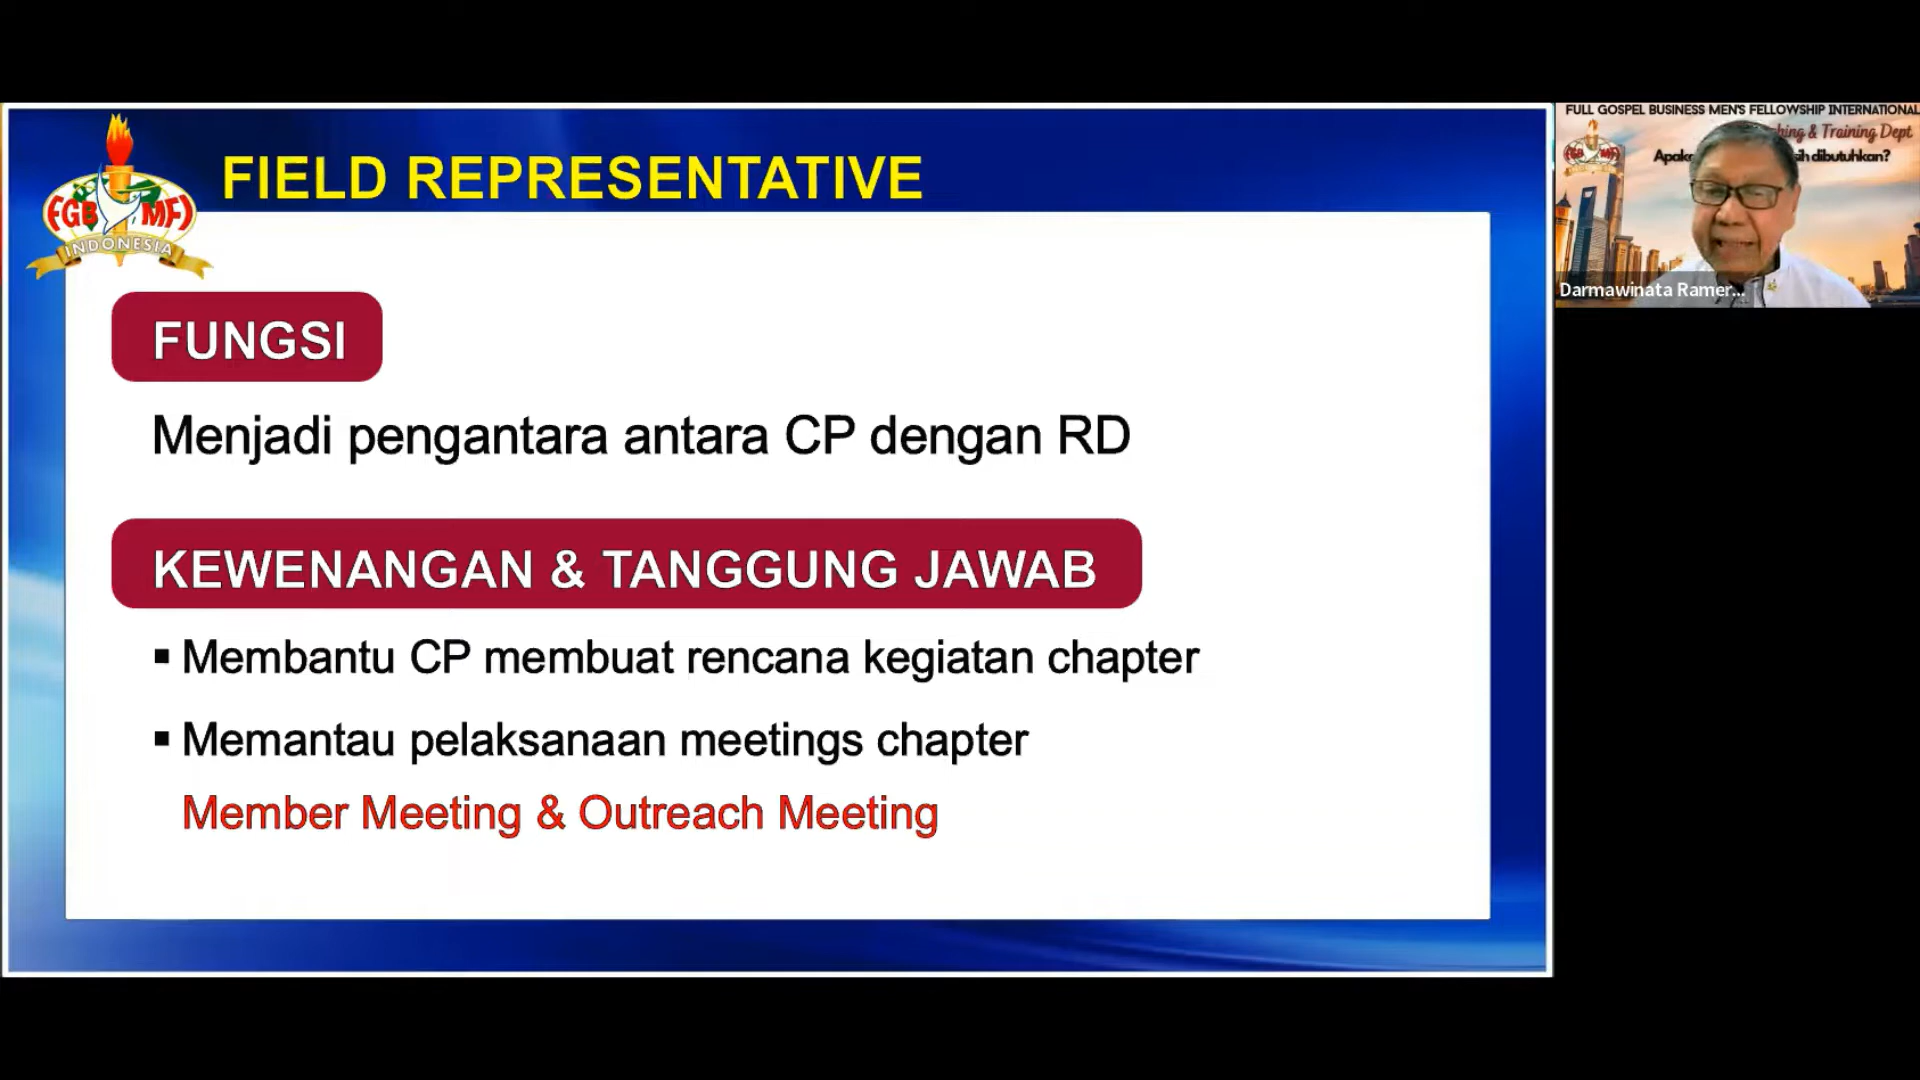 FIELD REPRESENTATIVE
FGB MFI
INDONESIA
FUNGSI
Menjadi pengantara antara CP dengan RD
KEWENANGAN & TANGGUNG JAWAB
▪ Membantu CP membuat rencana kegiatan chapter
▪ Memantau pelaksanaan meetings chapter
Member Meeting & Outreach Meeting
FULL GOSPEL BUSINESS MEN'S FELLOWSHIP INTERNATIONAL
& Training Dept
dibutuhkan?
Darmawinata Ramer...